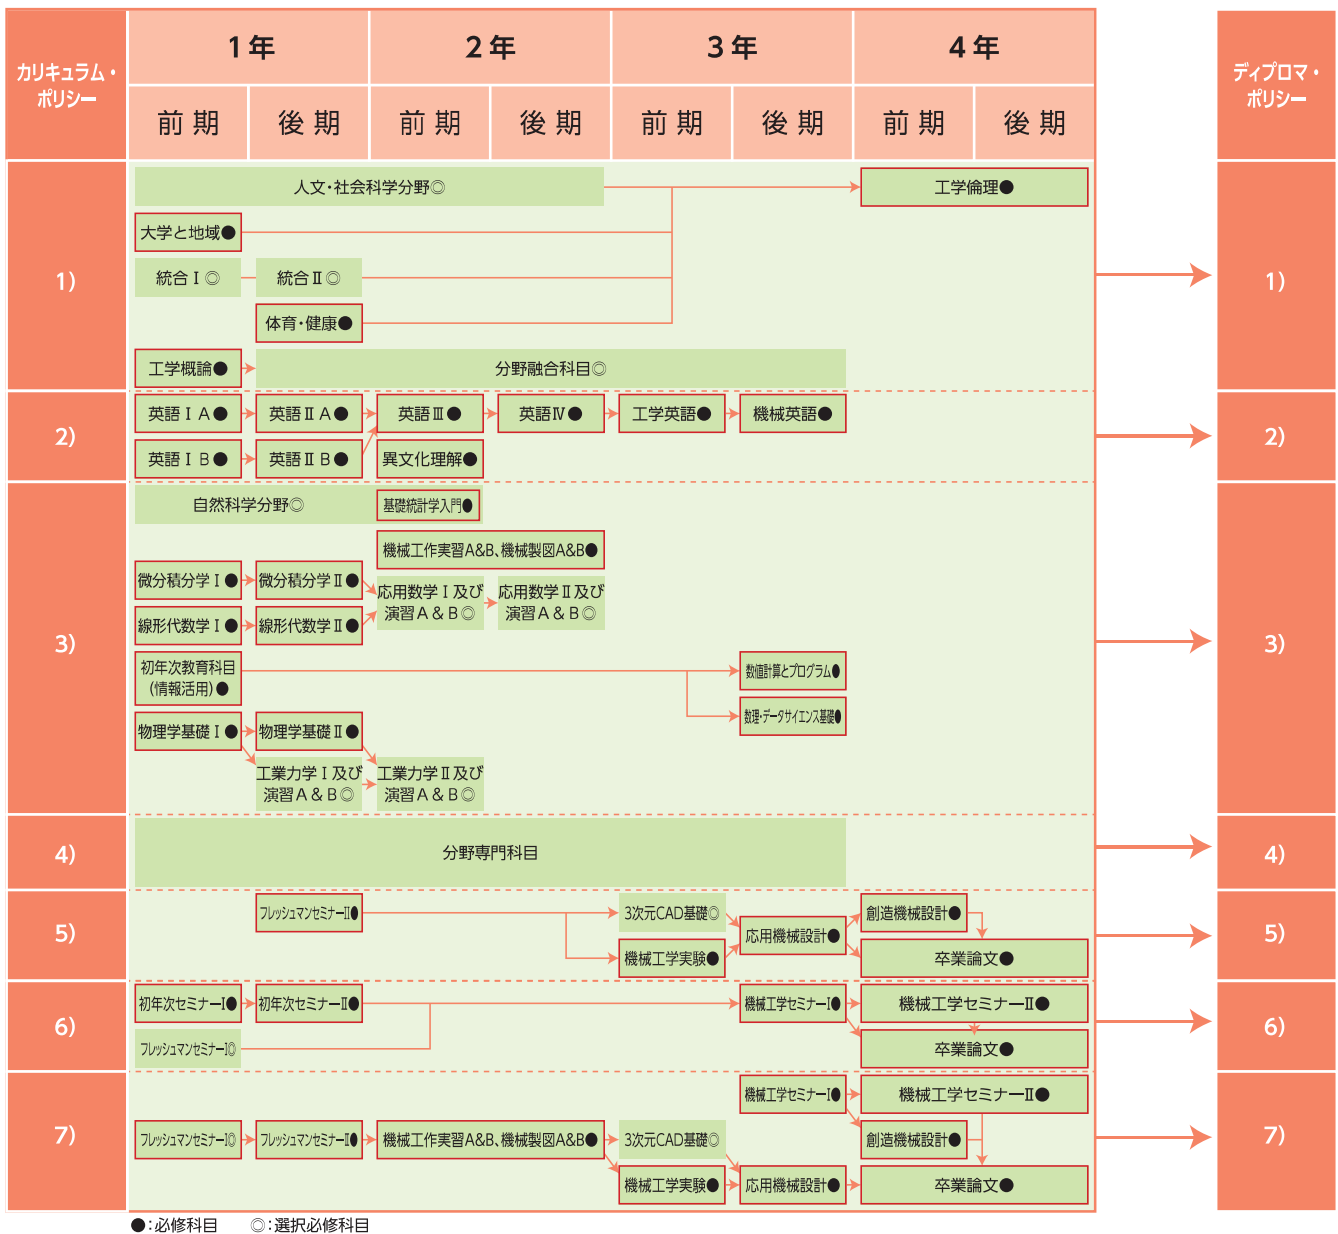 カリキュラム・
ポリシー
1 年
2 年
3 年
4 年
ディプロマ・
ポリシー
前 期
後 期
前 期
後 期
前 期
後 期
前 期
後 期
1)
人文・社会科学分野◎
工学倫理●
大学と地域●
統合Ⅰ◎
統合Ⅱ◎
体育・健康●
工学概論●
分野融合科目◎
1)
2)
英語ⅠA●
英語ⅡA●
英語Ⅲ●
英語Ⅳ●
工学英語●
機械英語●
英語ⅠB●
英語ⅡB●
異文化理解●
2)
3)
自然科学分野◎
基礎統計学入門●
機械工作実習A&B、機械製図A&B●
微分積分学Ⅰ●
微分積分学Ⅱ●
応用数学Ⅰ及び
演習A&B◎
応用数学Ⅱ及び
演習A&B◎
線形代数学Ⅰ●
線形代数学Ⅱ●
初年次教育科目
(情報活用)●
数値計算とプログラム●
数理・データサイエンス基礎●
物理学基礎Ⅰ●
物理学基礎Ⅱ●
工業力学Ⅰ及び
演習A&B◎
工業力学Ⅱ及び
演習A&B◎
3)
4)
分野専門科目
4)
5)
フレッシュマンセミナーⅡ●
3次元CAD基礎◎
創造機械設計●
応用機械設計●
機械工学実験●
卒業論文●
5)
6)
初年次セミナーⅠ●
初年次セミナーⅡ●
機械工学セミナーⅠ●
機械工学セミナーⅡ●
フレッシュマンセミナーⅠ◎
卒業論文●
6)
7)
機械工学セミナーⅠ●
機械工学セミナーⅡ●
フレッシュマンセミナーⅠ◎
フレッシュマンセミナーⅡ●
機械工作実習A&B、機械製図A&B●
3次元CAD基礎◎
創造機械設計●
機械工学実験●
応用機械設計●
卒業論文●
7)
●:必修科目
◎:選択必修科目